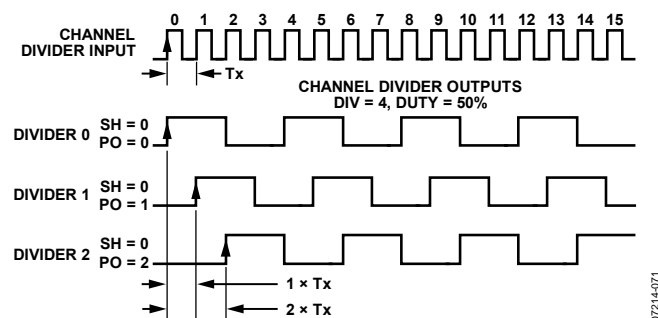 0 1 2 3 4 5 6 7 8 9 10 11 12 13 14 15
CHANNEL
DIVIDER INPUT
Tx
CHANNEL DIVIDER OUTPUTS
DIV = 4, DUTY = 50%
DIVIDER 0
SH = 0
PO = 0
DIVIDER 1
SH = 0
PO = 1
DIVIDER 2
SH = 0
PO = 2
1 × Tx
2 × Tx
07214-071